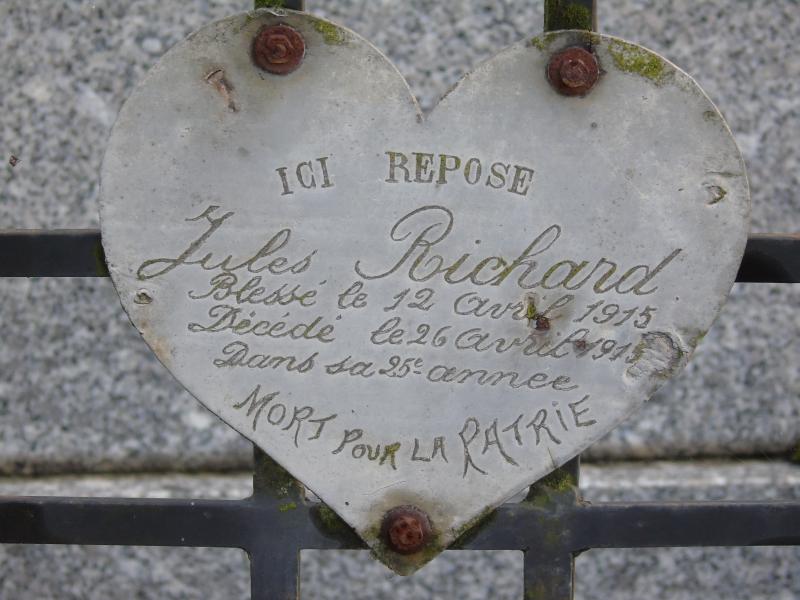 ICI REPOSE
Jules Richard
Blessé le 12 Avril 1915
Décédé le 26 Avril 1915
Dans sa 25e année
MORT POUR LA PATRIE